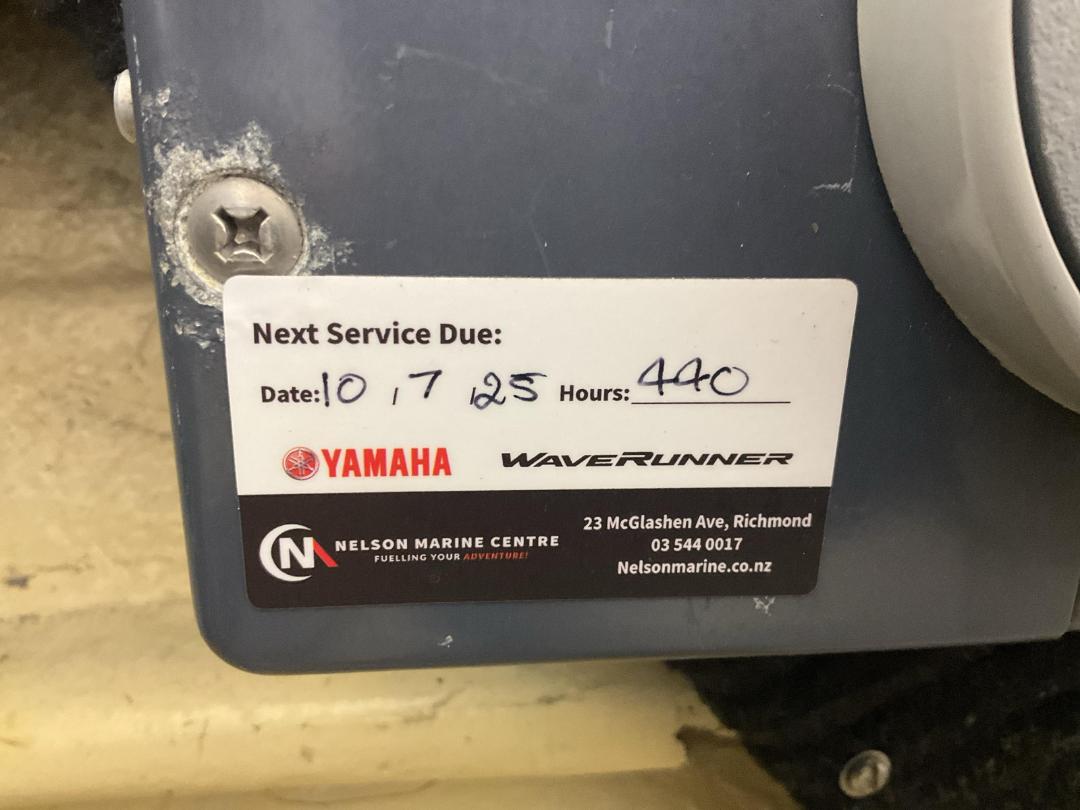 Next Service Due:
Date: 10 / 7 / 25 Hours: 440
YAMAHA WAVERUNNER
N NELSON MARINE CENTRE
FUELLING YOUR ADVENTURE!
23 McGlashen Ave, Richmond
03 544 0017
Nelsonmarine.co.nz